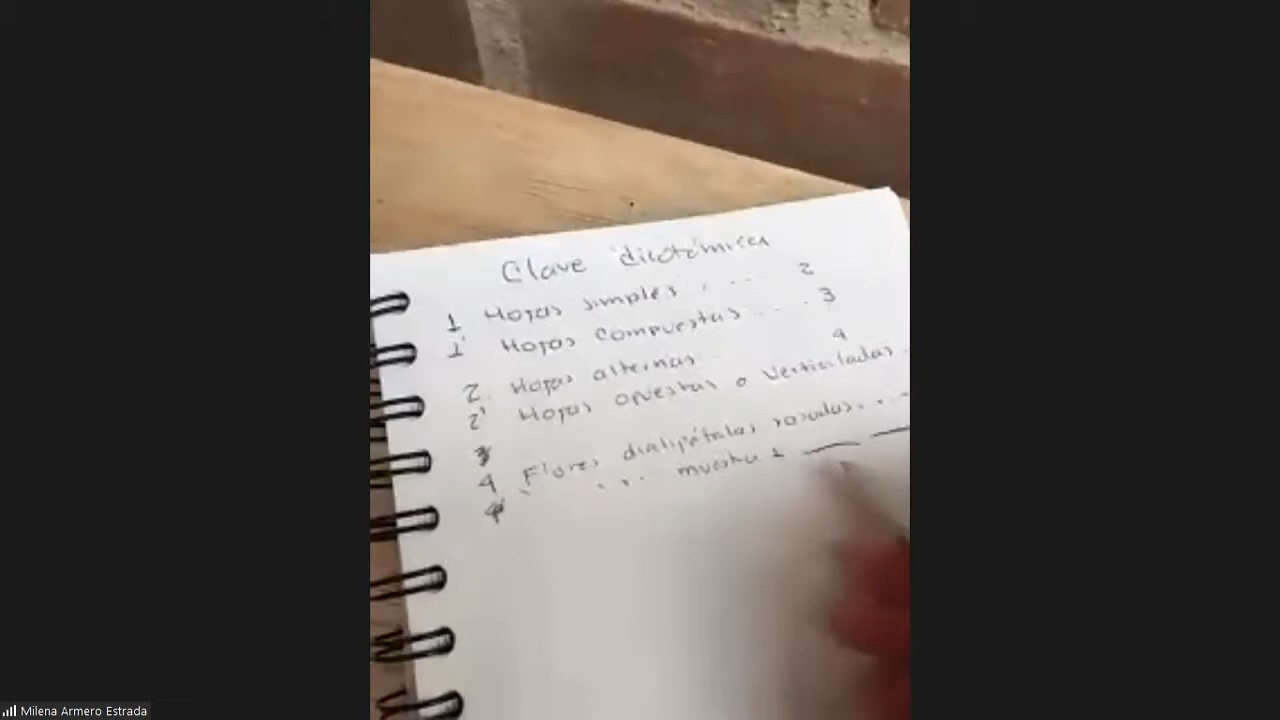 Clave dicotómica
1 Hojas simples . . . . 2
1' Hojas compuestas . . . . 3
2. Hojas alternas . . 4
2' Hojas opuestas o verticiladas .
3
4 Flores dialipétalas rosadas. . . .
4' " . . . muestra 1
Milena Armero Estrada